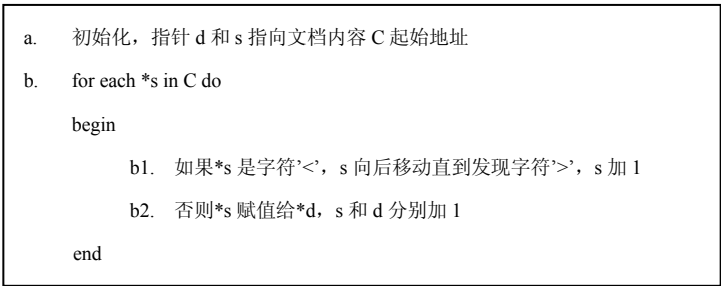 a. 初始化，指针 d 和 s 指向文档内容 C 起始地址
b. for each *s in C do
begin
b1. 如果*s 是字符’<’，s 向后移动直到发现字符’>’，s 加 1
b2. 否则*s 赋值给*d，s 和 d 分别加 1
end